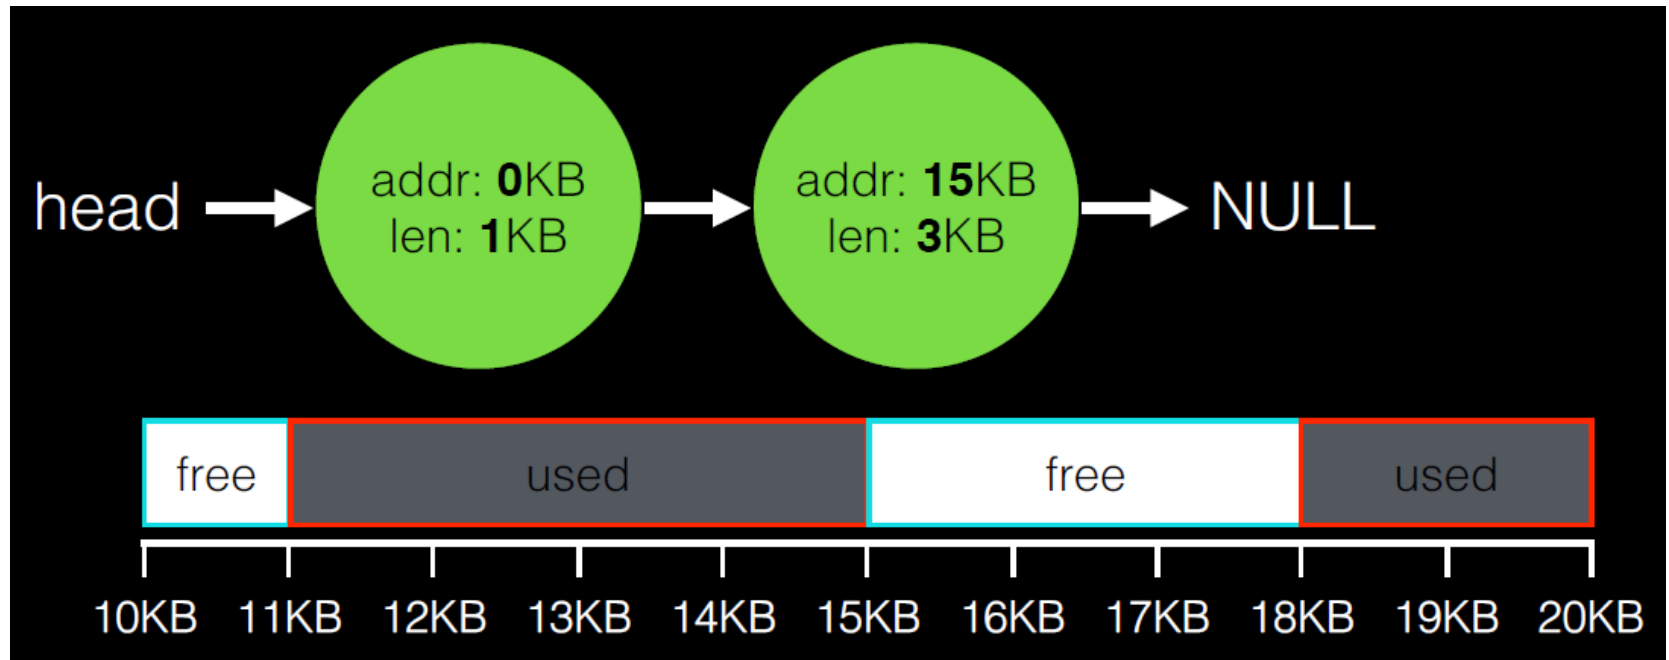 head
addr: 0KB
len: 1KB
addr: 15KB
len: 3KB
NULL
free used free used
10KB 11KB 12KB 13KB 14KB 15KB 16KB 17KB 18KB 19KB 20KB